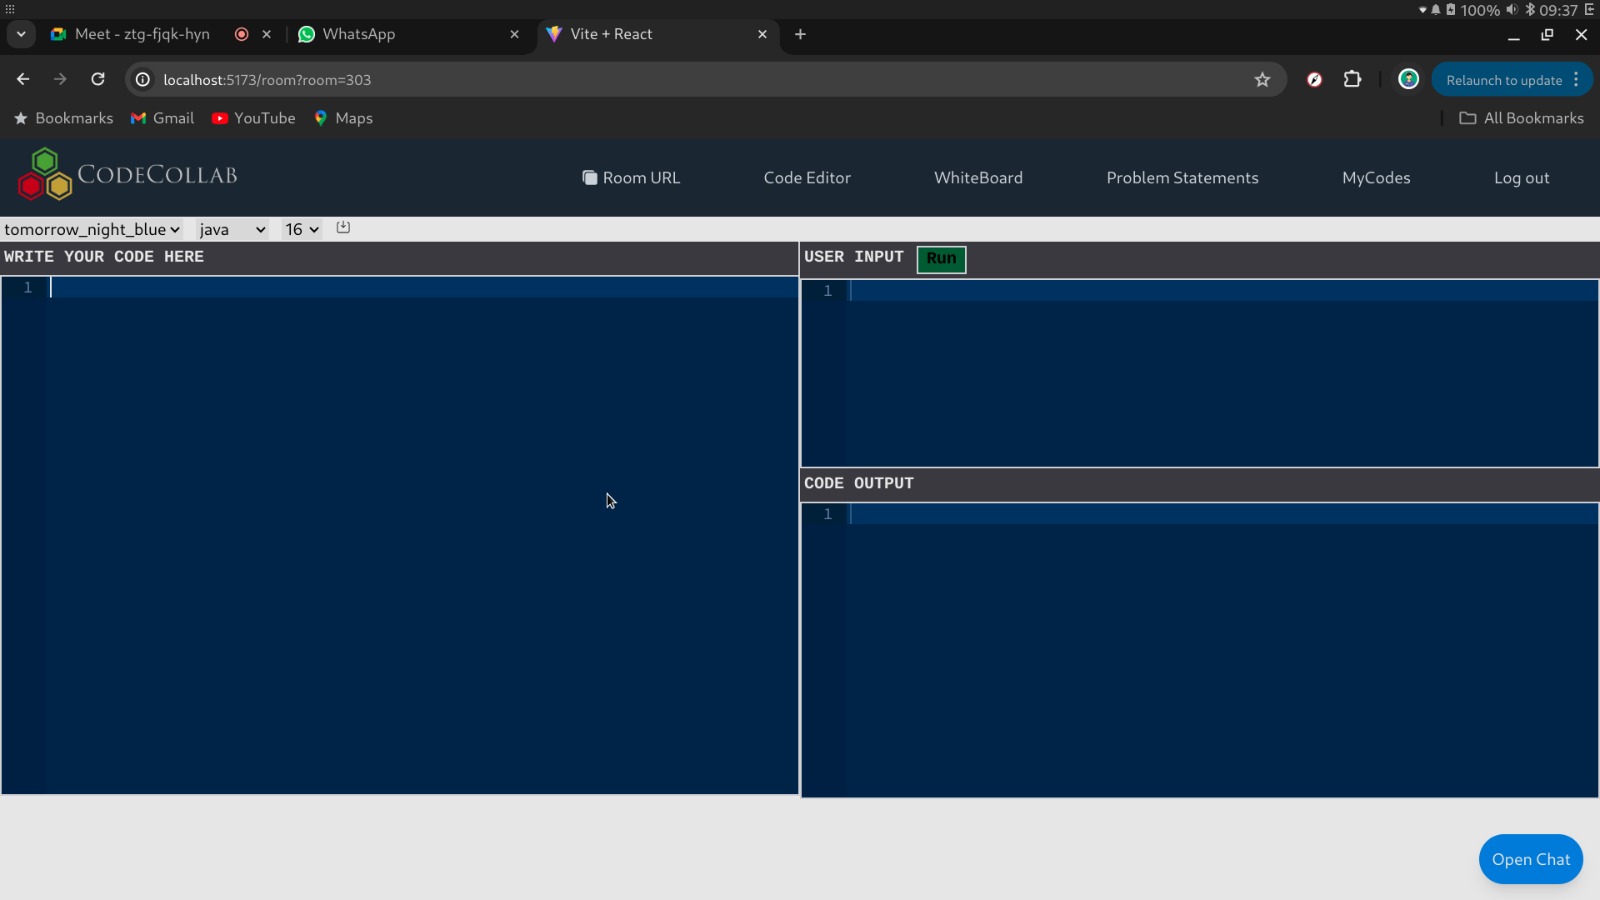 100% 09:37
Meet - ztg-fjqk-hyn WhatsApp Vite + React
localhost:5173/room?room=303 Relaunch to update
Bookmarks Gmail YouTube Maps All Bookmarks
CODECOLLAB Room URL Code Editor WhiteBoard Problem Statements MyCodes Log out
tomorrow_night_blue java 16
WRITE YOUR CODE HERE
1
USER INPUT Run
1
CODE OUTPUT
1
Open Chat